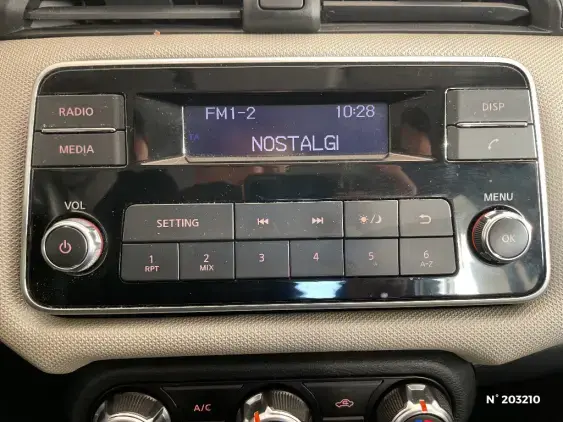 RADIO
MEDIA
FM1-2 10:28
TA
NOSTALGI
DISP
VOL
MENU
SETTING
OK
1 2 3 4 5 6
RPT MIX A-Z
A/C
N°203210